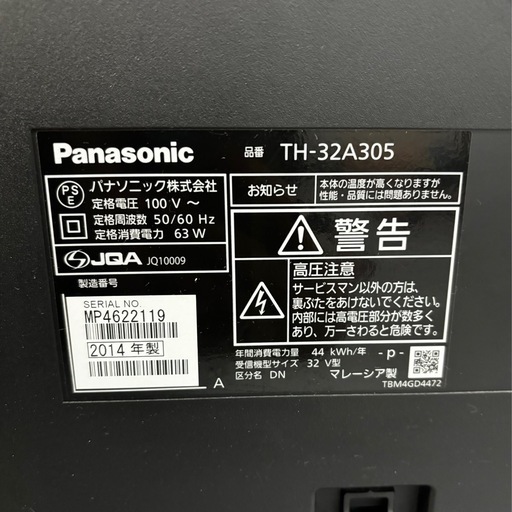 Panasonic 品番 TH-32A305
PS
E
パナソニック株式会社
定格電圧 100 V ～
定格周波数 50/60 Hz
定格消費電力 63 W
JQA JQ10009
製造番号
SERIAL NO.
MP4622119
2014 年製
A
お知らせ
本体の温度が高くなりますが
性能・品質には問題ありません。
警告
高圧注意
サービスマン以外の方は、
裏ぶたをあけないでください。
内部には高電圧部分が数多く
あり、万一さわると危険です。
年間消費電力量 44 kWh/年
受信機型サイズ 32 V型
区分名 DN
-p-
マレーシア製
TBM4GD4472